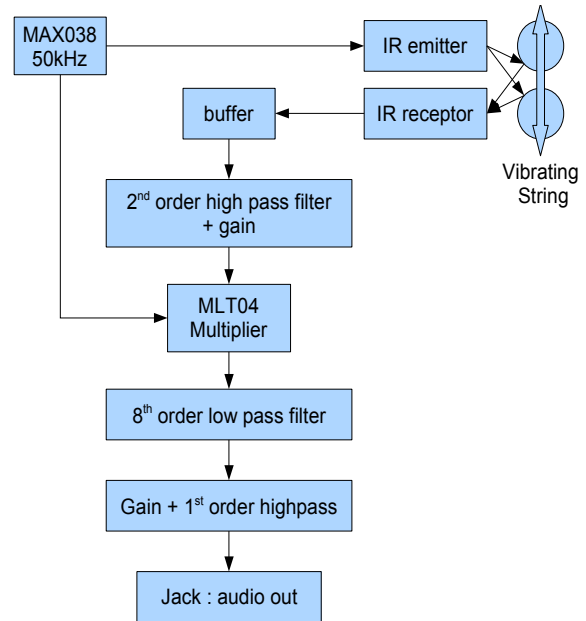 MAX038
50kHz
IR emitter
buffer
IR receptor
Vibrating
String
2nd order high pass filter
+ gain
MLT04
Multiplier
8th order low pass filter
Gain + 1st order highpass
Jack : audio out